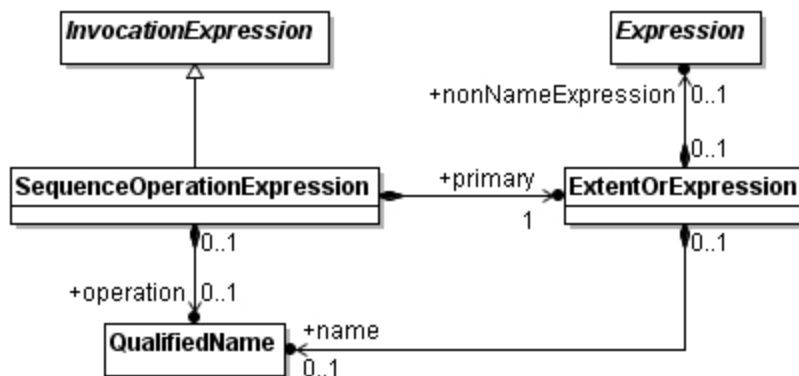 InvocationExpression
Expression
+nonNameExpression
0..1
0..1
SequenceOperationExpression
+primary
1
ExtentOrExpression
0..1
0..1
+operation
0..1
QualifiedName
+name
0..1